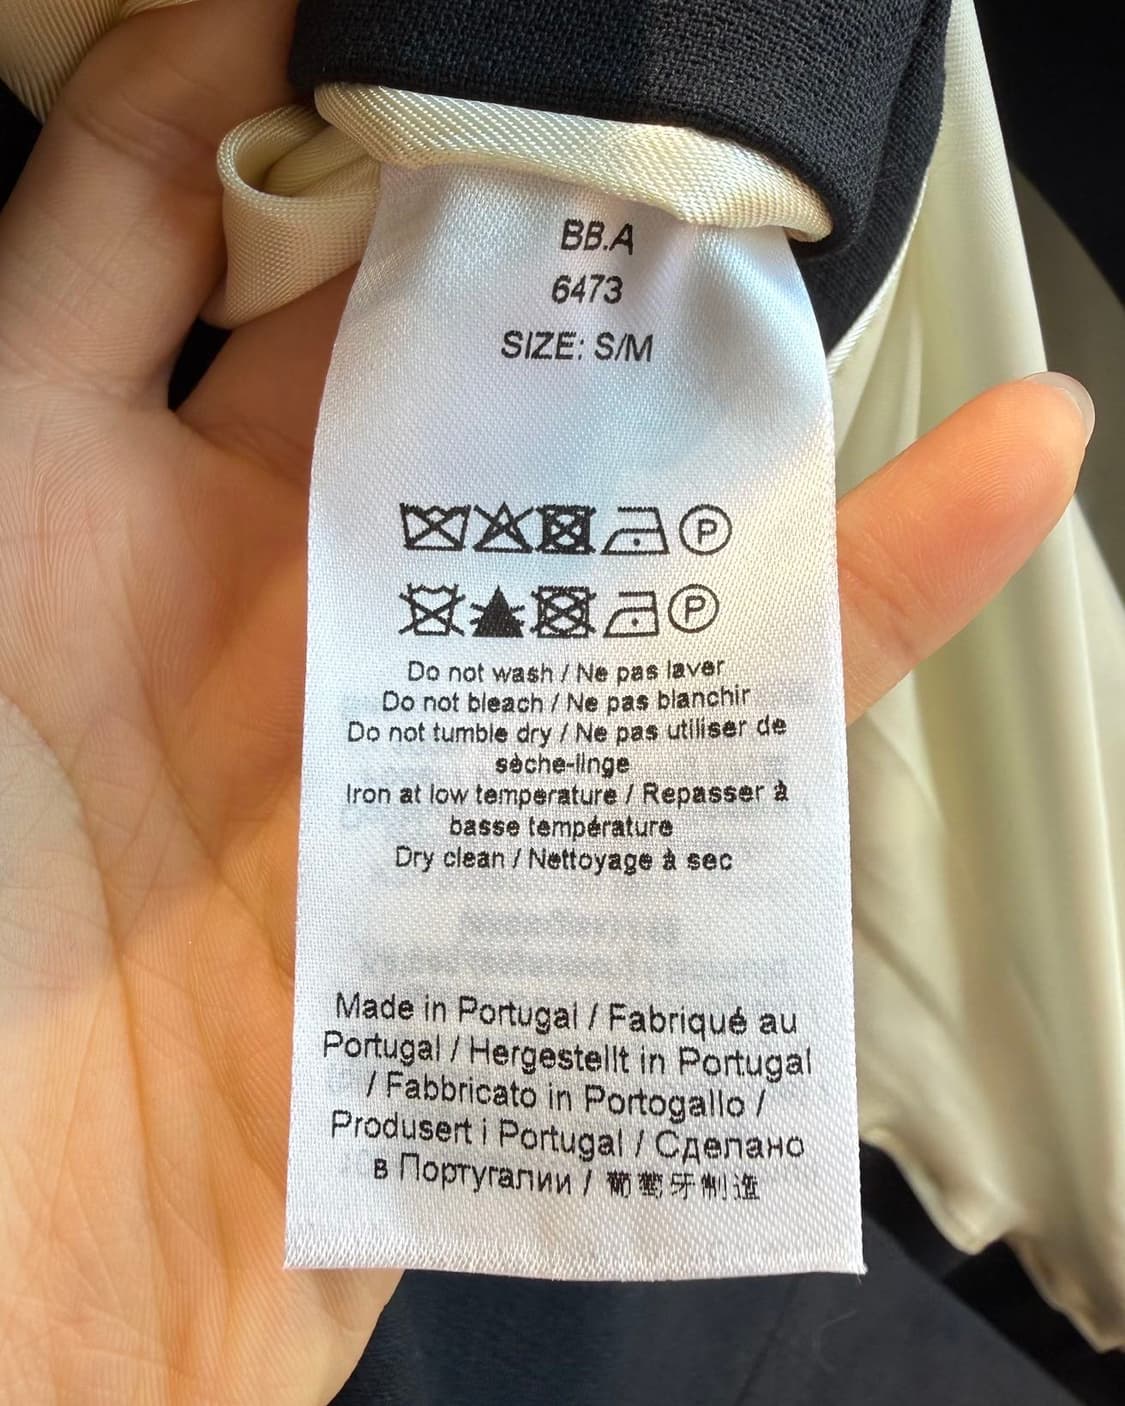 BB.A
6473
SIZE: S/M
P
P
Do not wash / Ne pas laver
Do not bleach / Ne pas blanchir
Do not tumble dry / Ne pas utiliser de
sèche-linge
Iron at low temperature / Repasser à
basse température
Dry clean / Nettoyage à sec
Made in Portugal / Fabriqué au
Portugal / Hergestellt in Portugal
/ Fabbricato in Portogallo /
Produsert i Portugal / Сделано
в Португалии / 葡萄牙制造